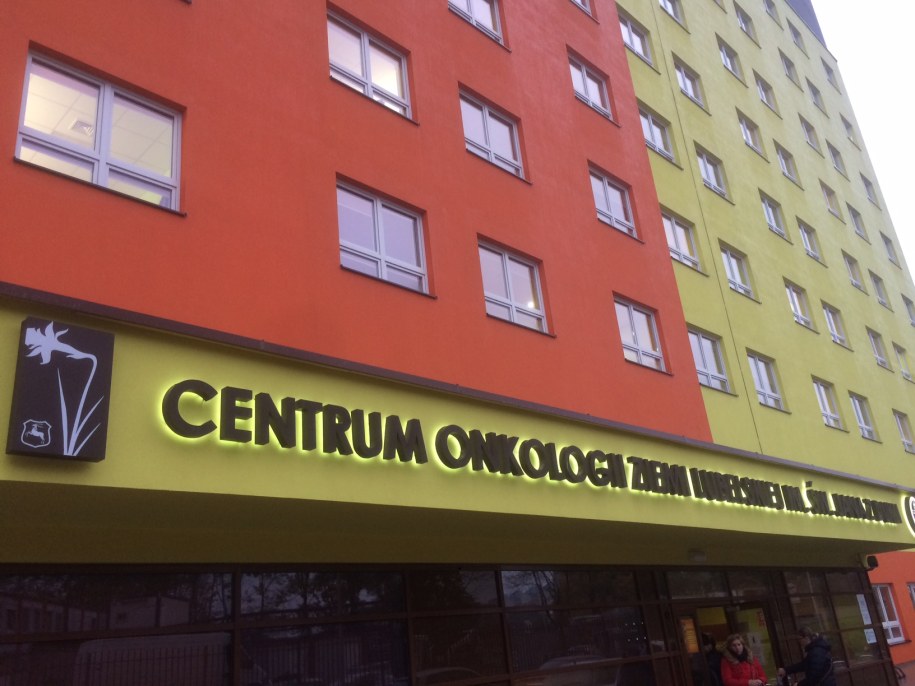 CENTRUM ONKOLOGII ZIEMI LUBELSKIEJ IM. ŚW. JANA Z DUKLI